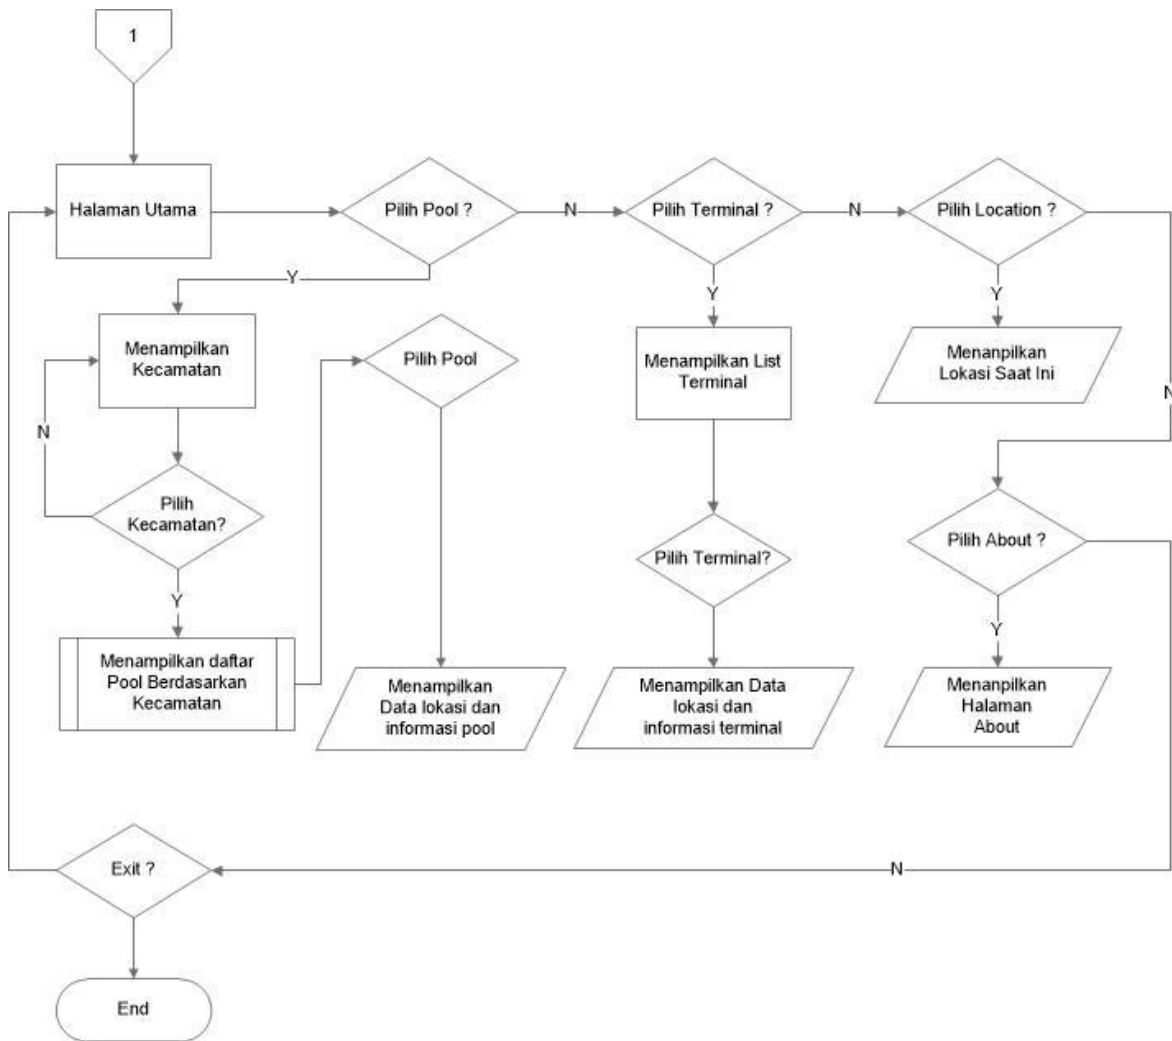 1
Halaman Utama
Pilih Pool ?
N
Pilih Terminal ?
N
Pilih Location ?
Y
Y
Y
Menampilkan
Kecamatan
Pilih Pool
Menampilkan List
Terminal
Menanpilkan
Lokasi Saat Ini
N
N
Pilih
Kecamatan?
Pilih Terminal?
Pilih About ?
Y
Y
Menampilkan daftar
Pool Berdasarkan
Kecamatan
Menampilkan
Data lokasi dan
informasi pool
Menampilkan Data
lokasi dan
informasi terminal
Menanpilkan
Halaman
About
Exit ?
N
End